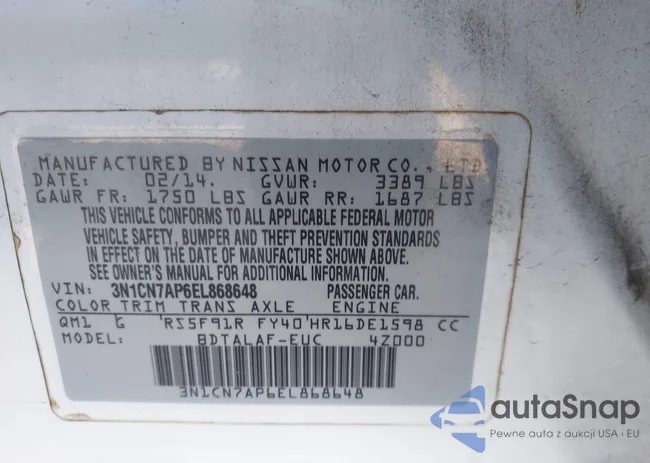 MANUFACTURED BY NISSAN MOTOR CO., LTD
DATE: 02/14. GVWR: 3389 LBS
GAWR FR: 1750 LBS GAWR RR: 1687 LBS
THIS VEHICLE CONFORMS TO ALL APPLICABLE FEDERAL MOTOR
VEHICLE SAFETY, BUMPER AND THEFT PREVENTION STANDARDS
IN EFFECT ON THE DATE OF MANUFACTURE SHOWN ABOVE.
SEE OWNER'S MANUAL FOR ADDITIONAL INFORMATION.
VIN: 3N1CN7AP6EL868648 PASSENGER CAR.
COLOR TRIM TRANS AXLE ENGINE
QM1 G 'RS5F91R FY40'HR16DE1598 CC
MODEL: BDTALAF-EUC 4Z000
3N1CN7AP6EL868648
autaSnap
Pewne auta z aukcji USA i EU